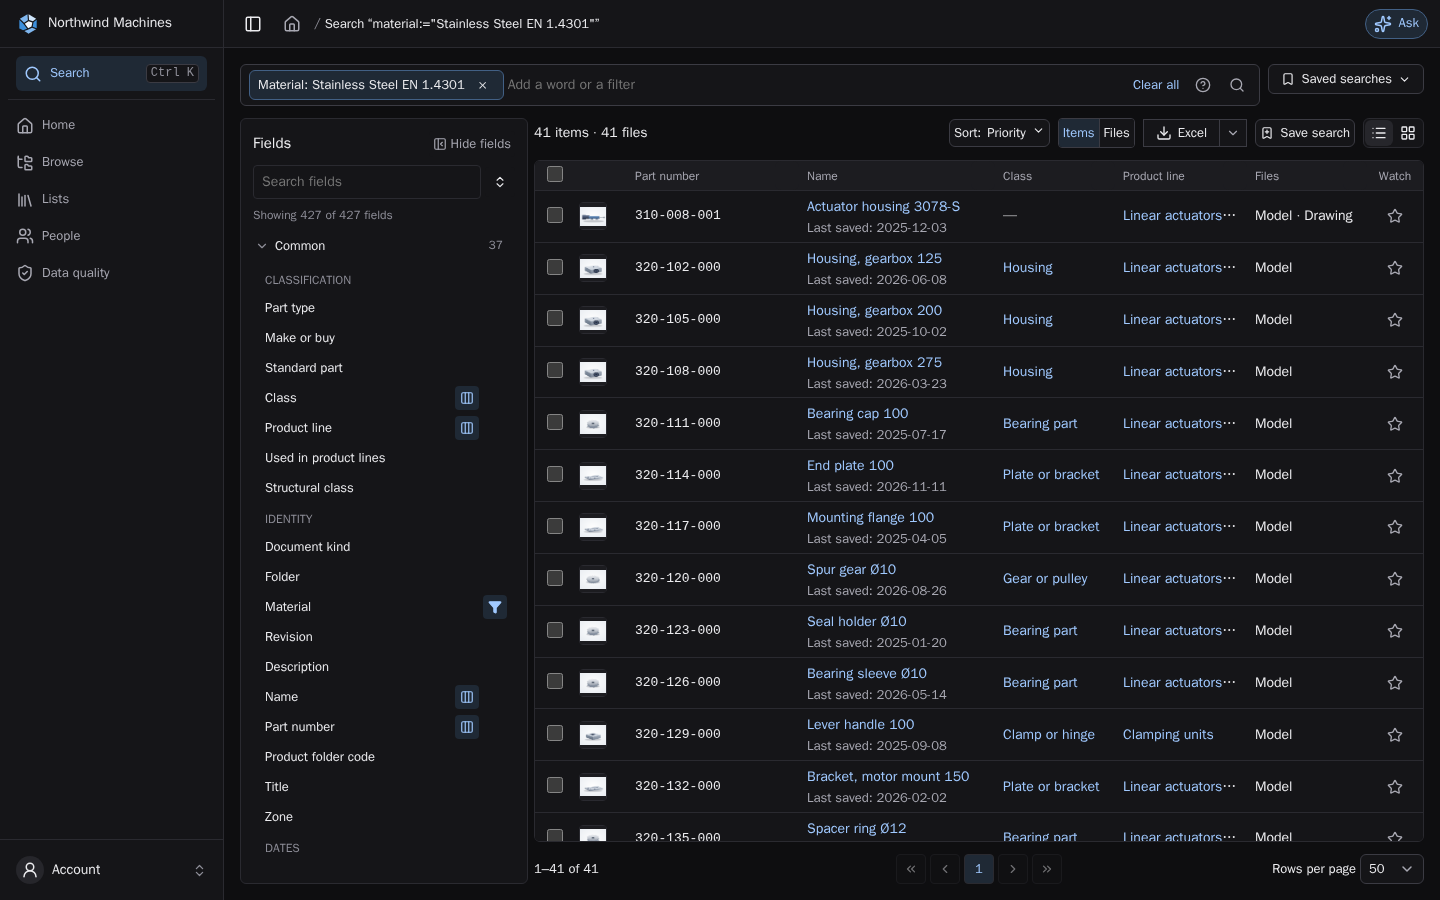 Northwind Machines
/ Search “material:="Stainless Steel EN 1.4301"”
Ask
Search Ctrl K
Home
Browse
Lists
People
Data quality
Account
Material: Stainless Steel EN 1.4301 × Add a word or a filter
Clear all
Saved searches
Fields
Hide fields
Search fields
Showing 427 of 427 fields
Common 37
CLASSIFICATION
Part type
Make or buy
Standard part
Class
Product line
Used in product lines
Structural class
IDENTITY
Document kind
Folder
Material
Revision
Description
Name
Part number
Product folder code
Title
Zone
DATES
41 items · 41 files
Sort: Priority
Items Files
Excel
Save search
Part number Name Class Product line Files Watch
310-008-001 Actuator housing 3078-S — Linear actuators··· Model · Drawing
Last saved: 2025-12-03
320-102-000 Housing, gearbox 125 Housing Linear actuators··· Model
Last saved: 2026-06-08
320-105-000 Housing, gearbox 200 Housing Linear actuators··· Model
Last saved: 2025-10-02
320-108-000 Housing, gearbox 275 Housing Linear actuators··· Model
Last saved: 2026-03-23
320-111-000 Bearing cap 100 Bearing part Linear actuators··· Model
Last saved: 2025-07-17
320-114-000 End plate 100 Plate or bracket Linear actuators··· Model
Last saved: 2026-11-11
320-117-000 Mounting flange 100 Plate or bracket Linear actuators··· Model
Last saved: 2025-04-05
320-120-000 Spur gear Ø10 Gear or pulley Linear actuators··· Model
Last saved: 2026-08-26
320-123-000 Seal holder Ø10 Bearing part Linear actuators··· Model
Last saved: 2025-01-20
320-126-000 Bearing sleeve Ø10 Bearing part Linear actuators··· Model
Last saved: 2026-05-14
320-129-000 Lever handle 100 Clamp or hinge Clamping units Model
Last saved: 2025-09-08
320-132-000 Bracket, motor mount 150 Plate or bracket Linear actuators··· Model
Last saved: 2026-02-02
320-135-000 Spacer ring Ø12 Bearing part Linear actuators··· Model
1–41 of 41
« ‹ 1 › »
Rows per page 50